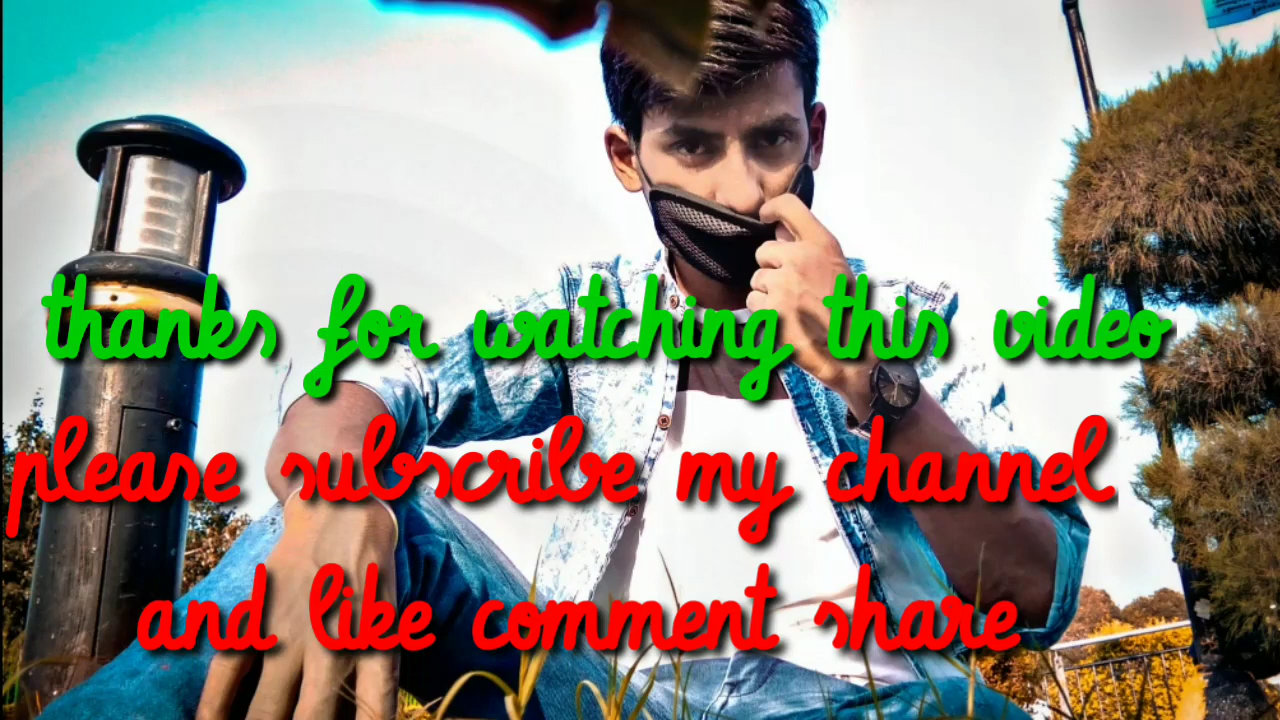 thanks for watching this video
please subscribe my channel
and like comment share